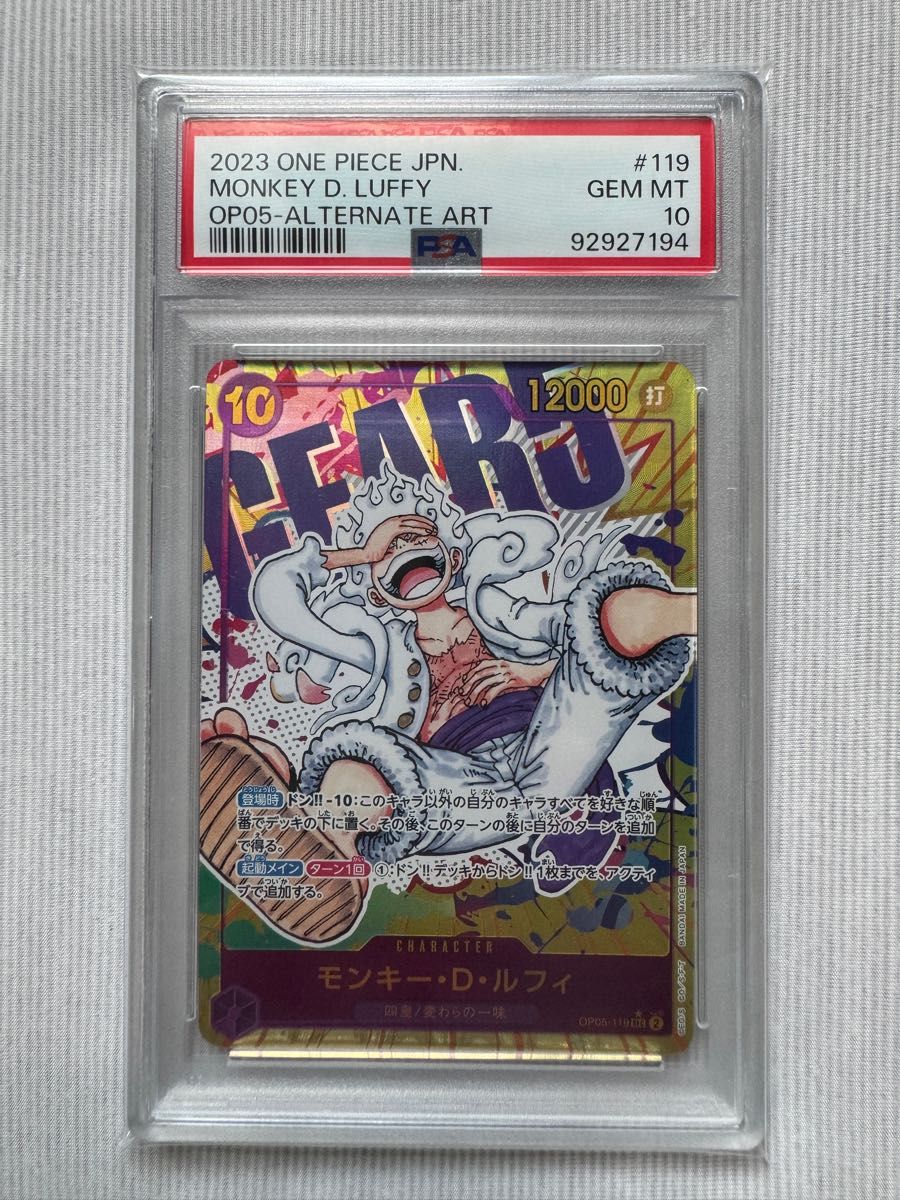 2023 ONE PIECE JPN.
#119
MONKEY D. LUFFY
GEM MT
OP05-ALTERNATE ART
10
PSA
92927194
GEAR5
10
12000
打
登場時 ドン!!-10:このキャラ以外の自分のキャラすべてを好きな順
番でデッキの下に置く。その後、このターンの後に自分のターンを追加
で得る。
起動メイン ターン1回 ①:ドン!!デッキからドン!!1枚までを、アクティ
ブで追加する。
CHARACTER
モンキー・D・ルフィ
四皇/麦わらの一味
OP05-119 SEC 2
BANDAI MADE IN JAPAN